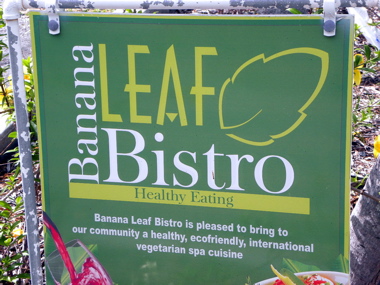 Banana
LEAF
Bistro
Healthy Eating
Banana Leaf Bistro is pleased to bring to
our community a healthy, ecofriendly, international
vegetarian spa cuisine